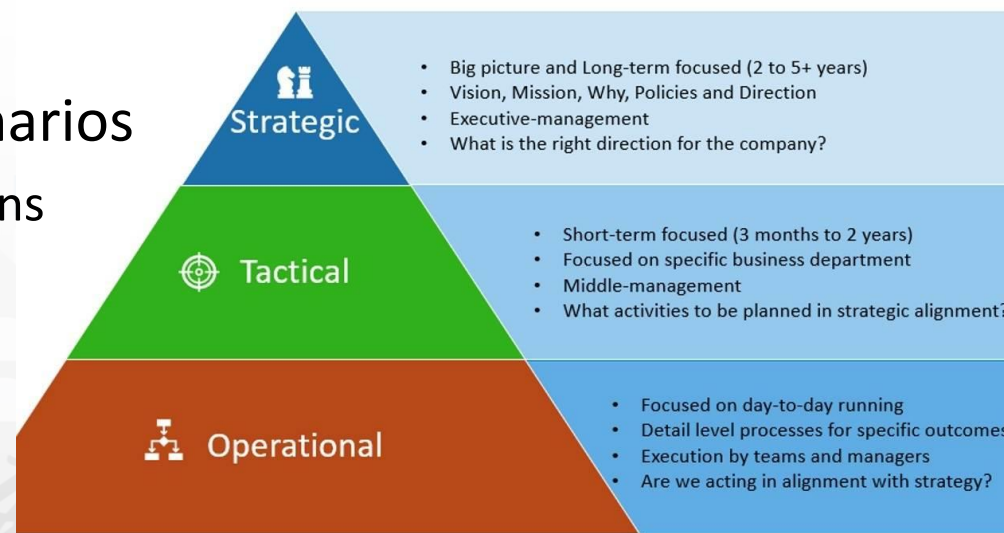 narios
ns
Strategic
• Big picture and Long-term focused (2 to 5+ years)
• Vision, Mission, Why, Policies and Direction
• Executive-management
• What is the right direction for the company?
Tactical
• Short-term focused (3 months to 2 years)
• Focused on specific business department
• Middle-management
• What activities to be planned in strategic alignment?
Operational
• Focused on day-to-day running
• Detail level processes for specific outcomes
• Execution by teams and managers
• Are we acting in alignment with strategy?